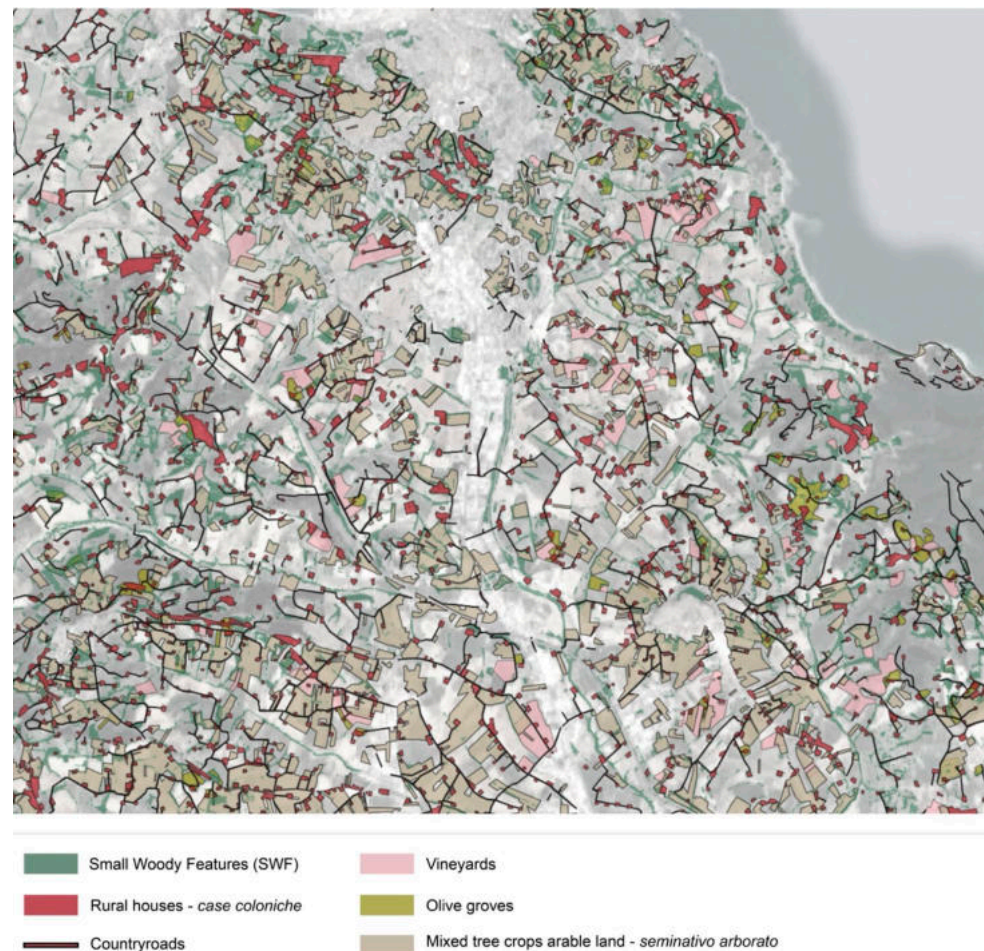 Small Woody Features (SWF)
Vineyards
Rural houses - case coloniche
Olive groves
Countryroads
Mixed tree crops arable land - seminativo arborato